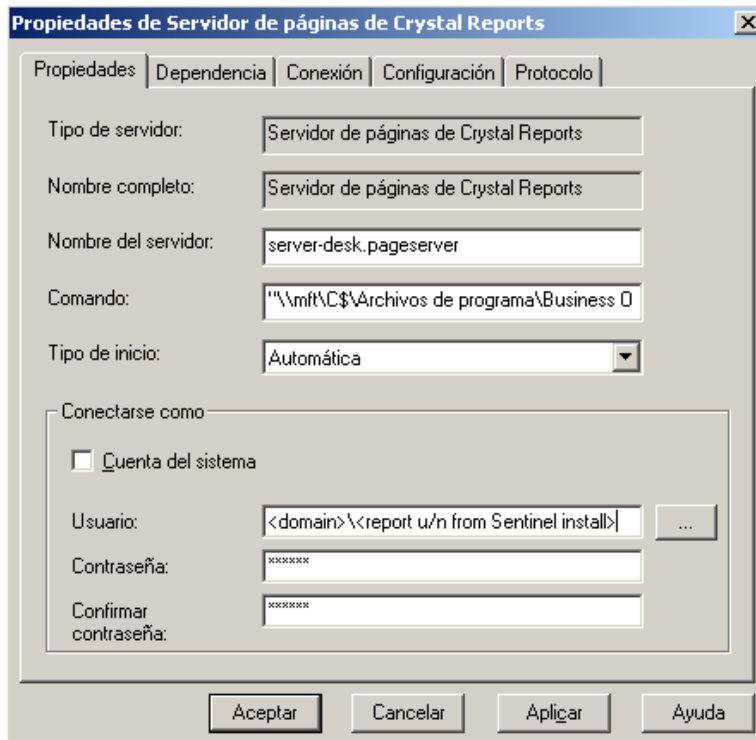 Propiedades de Servidor de páginas de Crystal Reports
Propiedades Dependencia Conexión Configuración Protocolo
Tipo de servidor: Servidor de páginas de Crystal Reports
Nombre completo: Servidor de páginas de Crystal Reports
Nombre del servidor: server-desk.pageserver
Comando: "\\mft\C$\Archivos de programa\Business O
Tipo de inicio: Automática
Conectarse como
Cuenta del sistema
Usuario: <domain>\<report u/n from Sentinel install> ...
Contraseña: ******
Confirmar contraseña: ******
Aceptar Cancelar Aplicar Ayuda